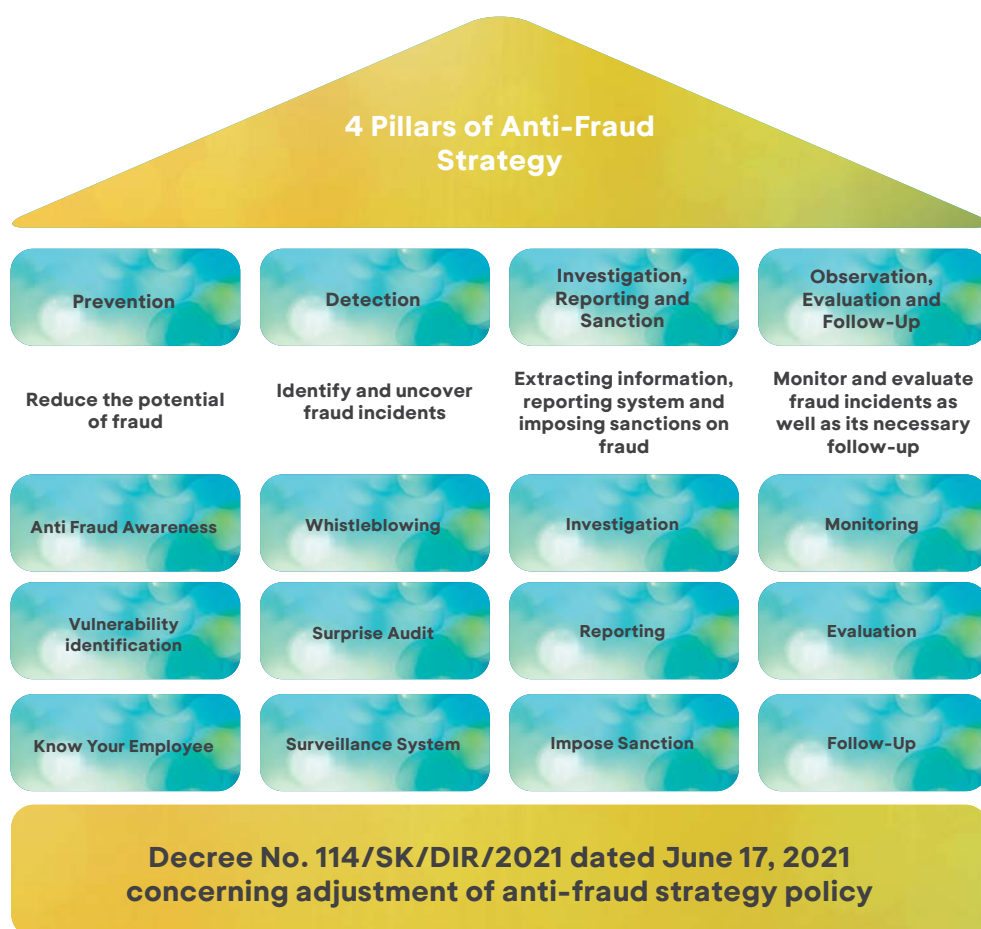 4 Pillars of Anti-Fraud
Strategy
Prevention
Detection
Investigation,
Reporting and
Sanction
Observation,
Evaluation and
Follow-Up
Reduce the potential
of fraud
Identify and uncover
fraud incidents
Extracting information,
reporting system and
imposing sanctions on
fraud
Monitor and evaluate
fraud incidents as
well as its necessary
follow-up
Anti Fraud Awareness
Whistleblowing
Investigation
Monitoring
Vulnerability
identification
Surprise Audit
Reporting
Evaluation
Know Your Employee
Surveillance System
Impose Sanction
Follow-Up
Decree No. 114/SK/DIR/2021 dated June 17, 2021
concerning adjustment of anti-fraud strategy policy